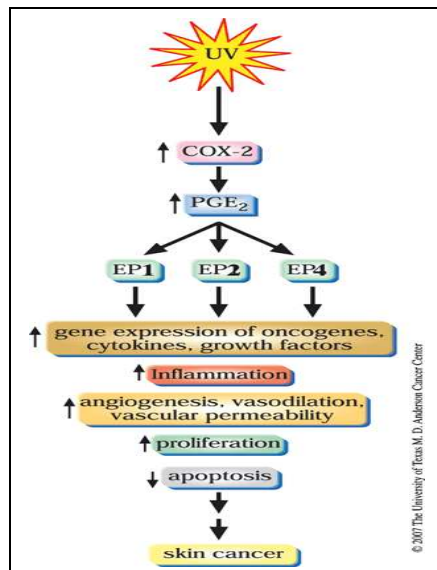 UV
↑ COX-2
↑ PGE₂
EP1 EP2 EP4
↑ gene expression of oncogenes,
cytokines, growth factors
↑ Inflammation
↑ angiogenesis, vasodilation,
vascular permeability
↑ proliferation
↓ apoptosis
skin cancer
© 2007 The University of Texas M. D. Anderson Cancer Center